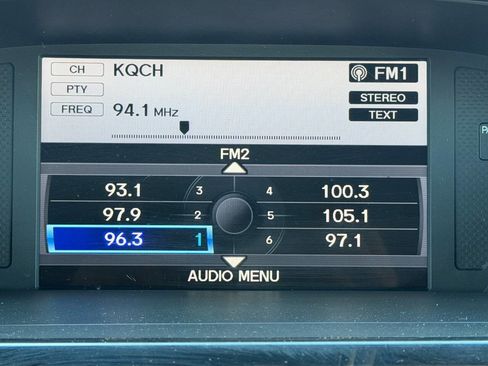 CH KQCH FM1
PTY STEREO
FREQ 94.1 MHz TEXT
FM2
93.1 3 4 100.3
97.9 2 5 105.1
96.3 1 6 97.1
AUDIO MENU